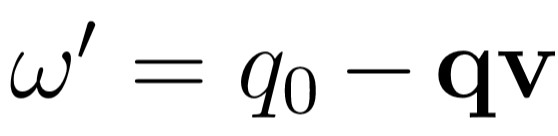 ω′ = q₀ − 𝐪𝐯